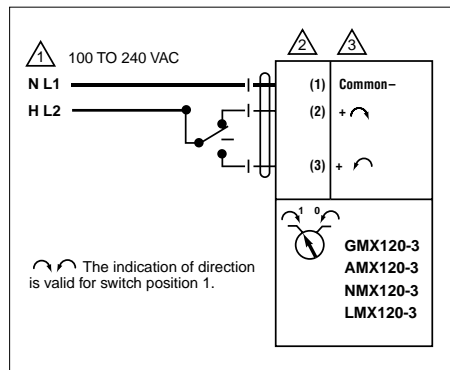 1 100 TO 240 VAC
2 3
N L1 (1) Common–
H L2 (2) +
(3) +
1 0
GMX120-3
AMX120-3
NMX120-3
LMX120-3
The indication of direction
is valid for switch position 1.